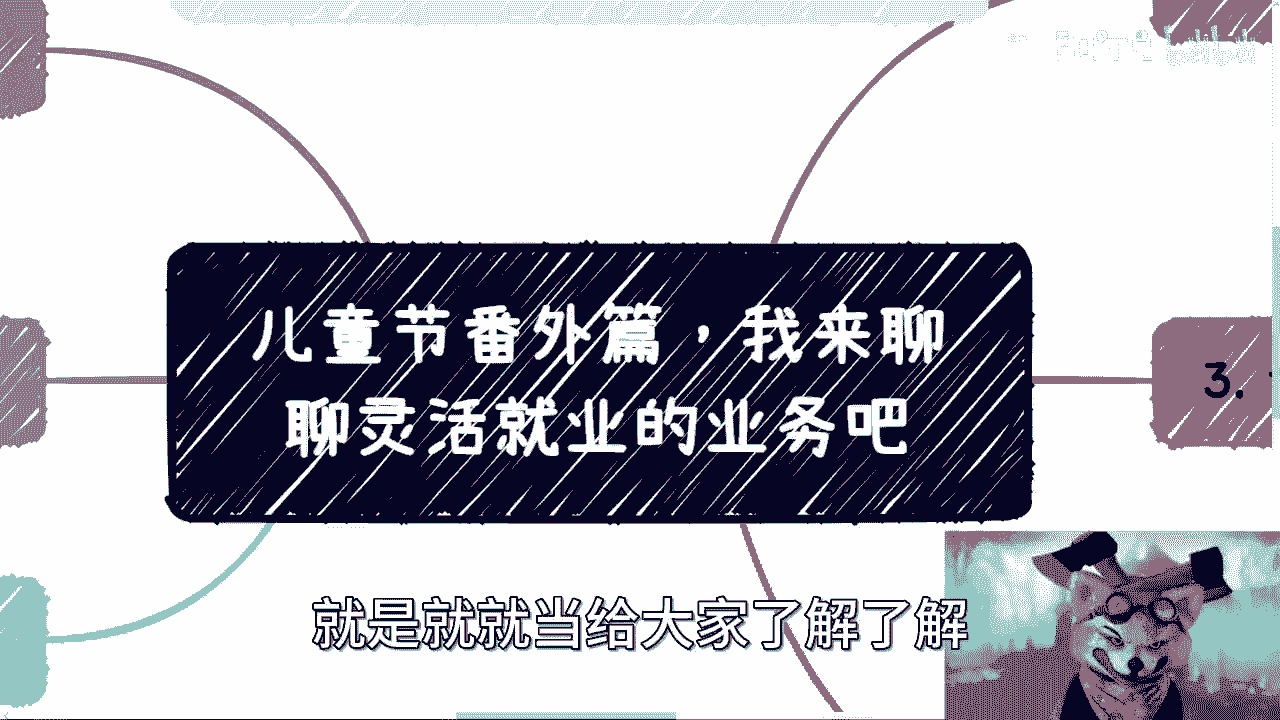 儿童节番外篇，我来聊
聊灵活就业的业务吧
3.
就是就就当给大家了解了解